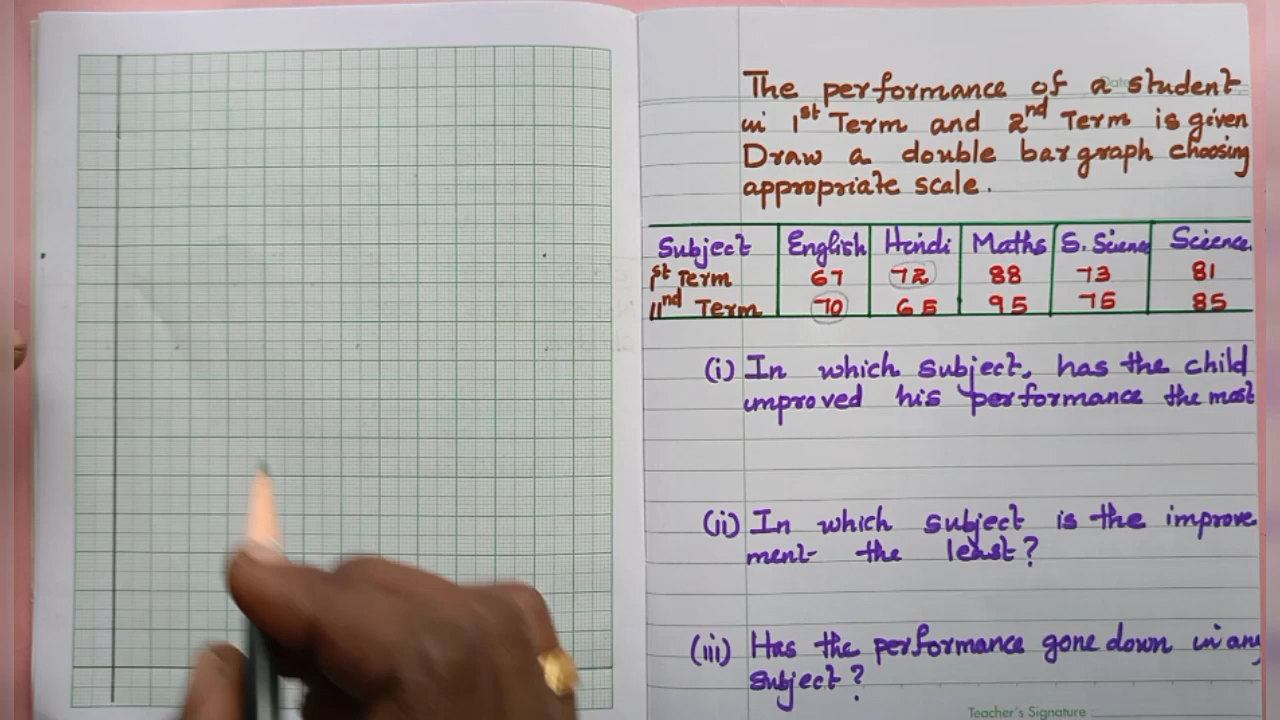 The performance of a student
in 1st Term and 2nd Term is given
Draw a double bar graph choosing
appropriate scale.
Subject English Hindi Maths S. Science Science
Ist Term 67 72 88 73 81
IInd Term 70 65 95 75 85
(i) In which subject, has the child
improved his performance the most
(ii) In which subject is the improve
ment the least?
(iii) Has the performance gone down in any
subject?
Teacher's Signature :